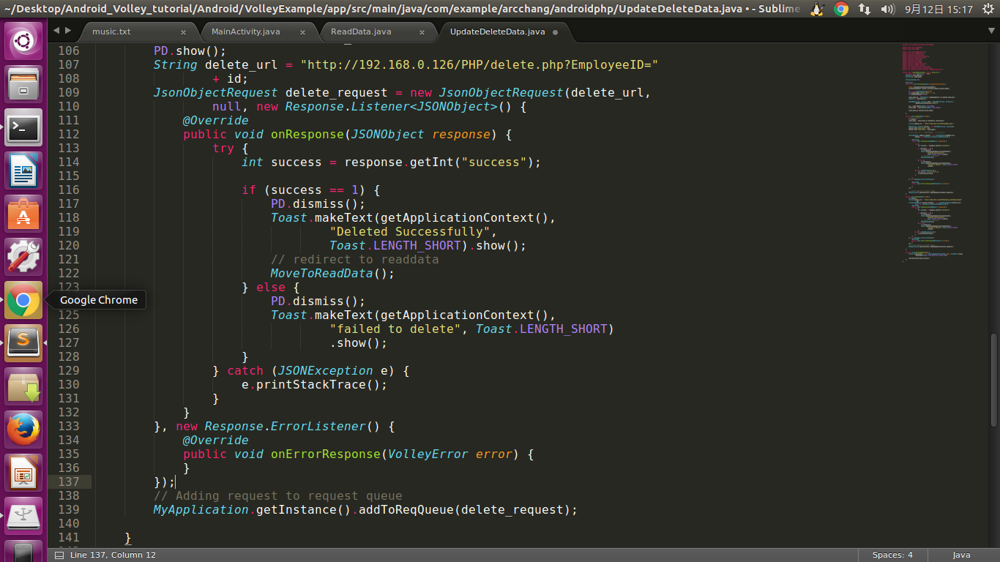 ~/Desktop/Android_Volley_tutorial/Android/VolleyExample/app/src/main/java/com/example/arcchang/androidphp/UpdateDeleteData.java • - Sublime
9月12日 15:17
music.txt × MainActivity.java × ReadData.java × UpdateDeleteData.java
106 PD.show();
107 String delete_url = "http://192.168.0.126/PHP/delete.php?EmployeeID="
108 + id;
109 JsonObjectRequest delete_request = new JsonObjectRequest(delete_url,
110 null, new Response.Listener<JSONObject>() {
111 @Override
112 public void onResponse(JSONObject response) {
113 try {
114 int success = response.getInt("success");
115
116 if (success == 1) {
117 PD.dismiss();
118 Toast.makeText(getApplicationContext(),
119 "Deleted Successfully",
120 Toast.LENGTH_SHORT).show();
121 // redirect to readdata
122 MoveToReadData();
123 } else {
Google Chrome PD.dismiss();
125 Toast.makeText(getApplicationContext(),
126 "failed to delete", Toast.LENGTH_SHORT)
127 .show();
128 }
129 } catch (JSONException e) {
130 e.printStackTrace();
131 }
132 }
133 }, new Response.ErrorListener() {
134 @Override
135 public void onErrorResponse(VolleyError error) {
136 }
137 });
138 // Adding request to request queue
139 MyApplication.getInstance().addToReqQueue(delete_request);
140
141 }
Line 137, Column 12
Spaces: 4
Java